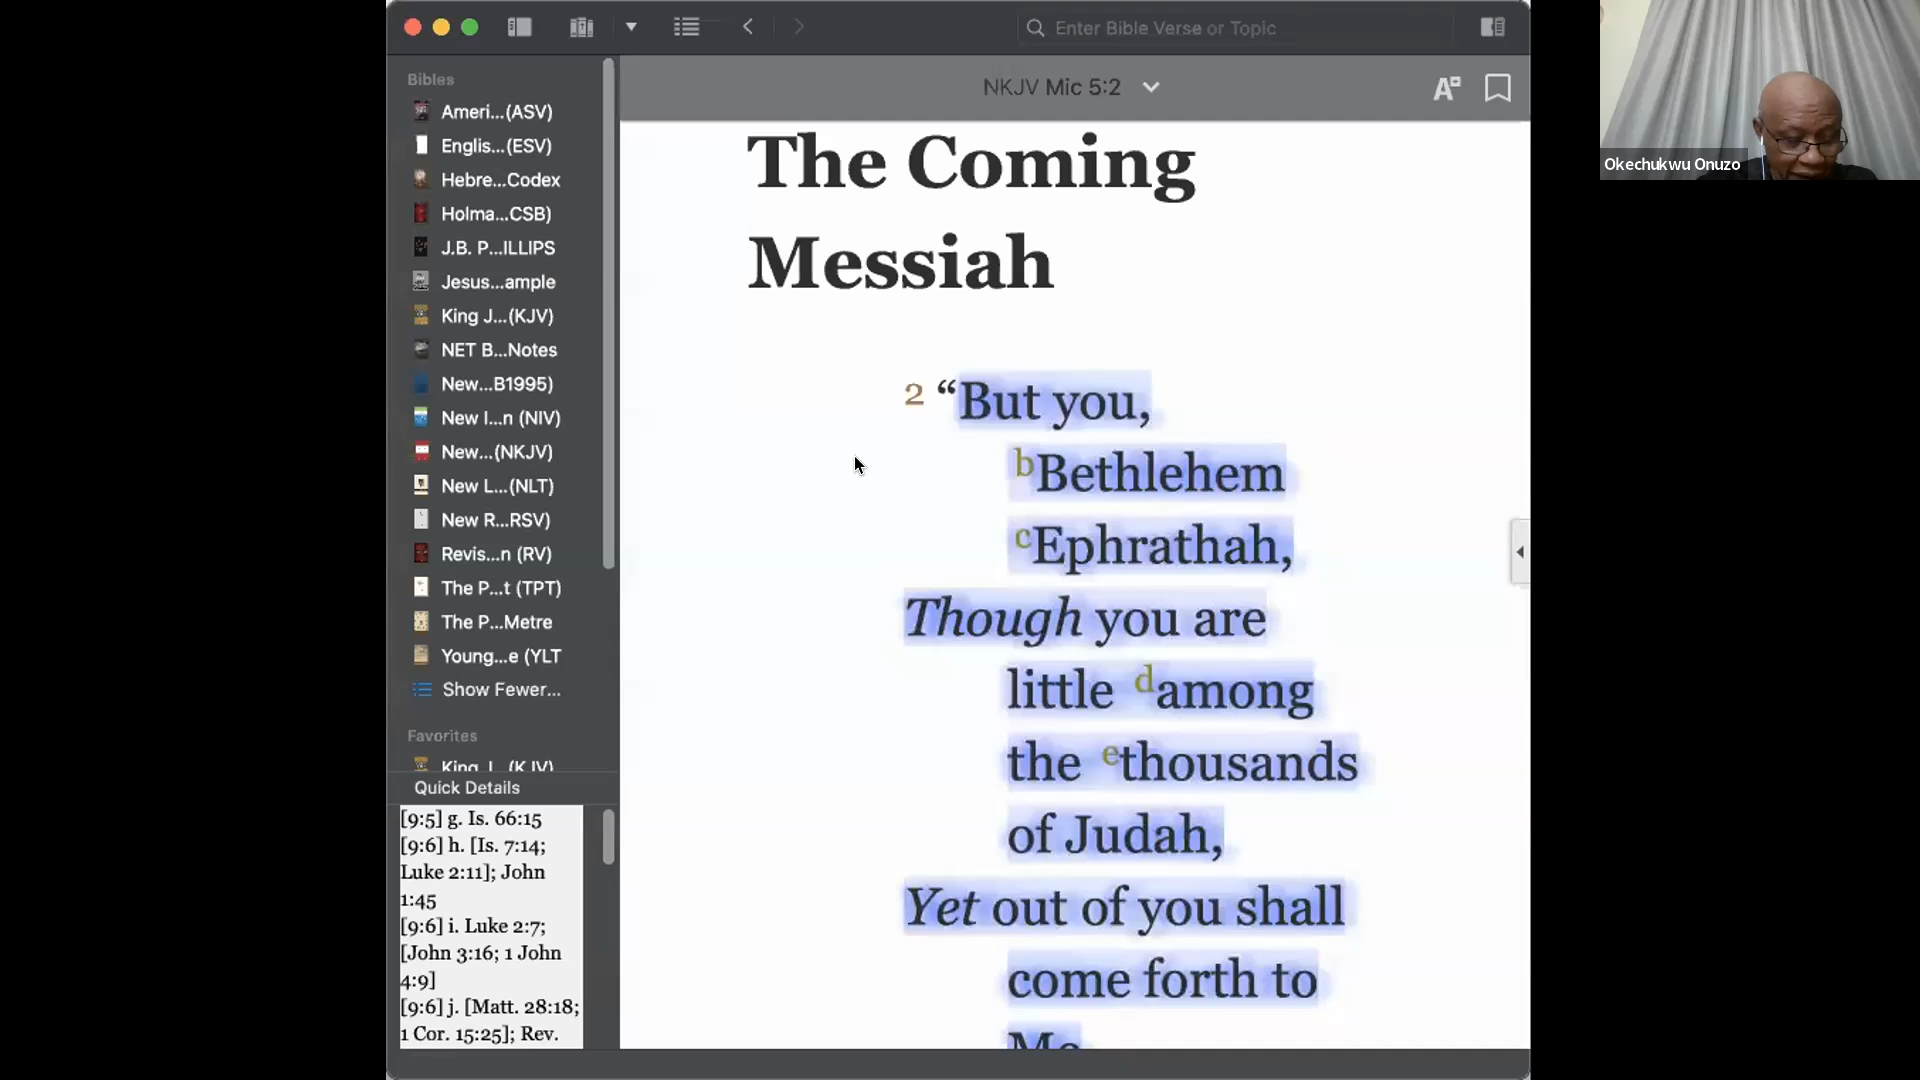 Enter Bible Verse or Topic
Bibles
Ameri...(ASV)
Englis...(ESV)
Hebre...Codex
Holma...CSB)
J.B. P...ILLIPS
Jesus...ample
King J...(KJV)
NET B...Notes
New...B1995)
New I...n (NIV)
New...(NKJV)
New L...(NLT)
New R...RSV)
Revis...n (RV)
The P...t (TPT)
The P...Metre
Young...e (YLT
Show Fewer...
Favorites
King J...(KJV)
Quick Details
[9:5] g. Is. 66:15
[9:6] h. [Is. 7:14;
Luke 2:11]; John
1:45
[9:6] i. Luke 2:7;
[John 3:16; 1 John
4:9]
[9:6] j. [Matt. 28:18;
1 Cor. 15:25]; Rev.
NKJV Mic 5:2
A
The Coming
Messiah
2 “But you,
bBethlehem
cEphrathah,
Though you are
little damong
the ethousands
of Judah,
Yet out of you shall
come forth to
Me
Okechukwu Onuzo